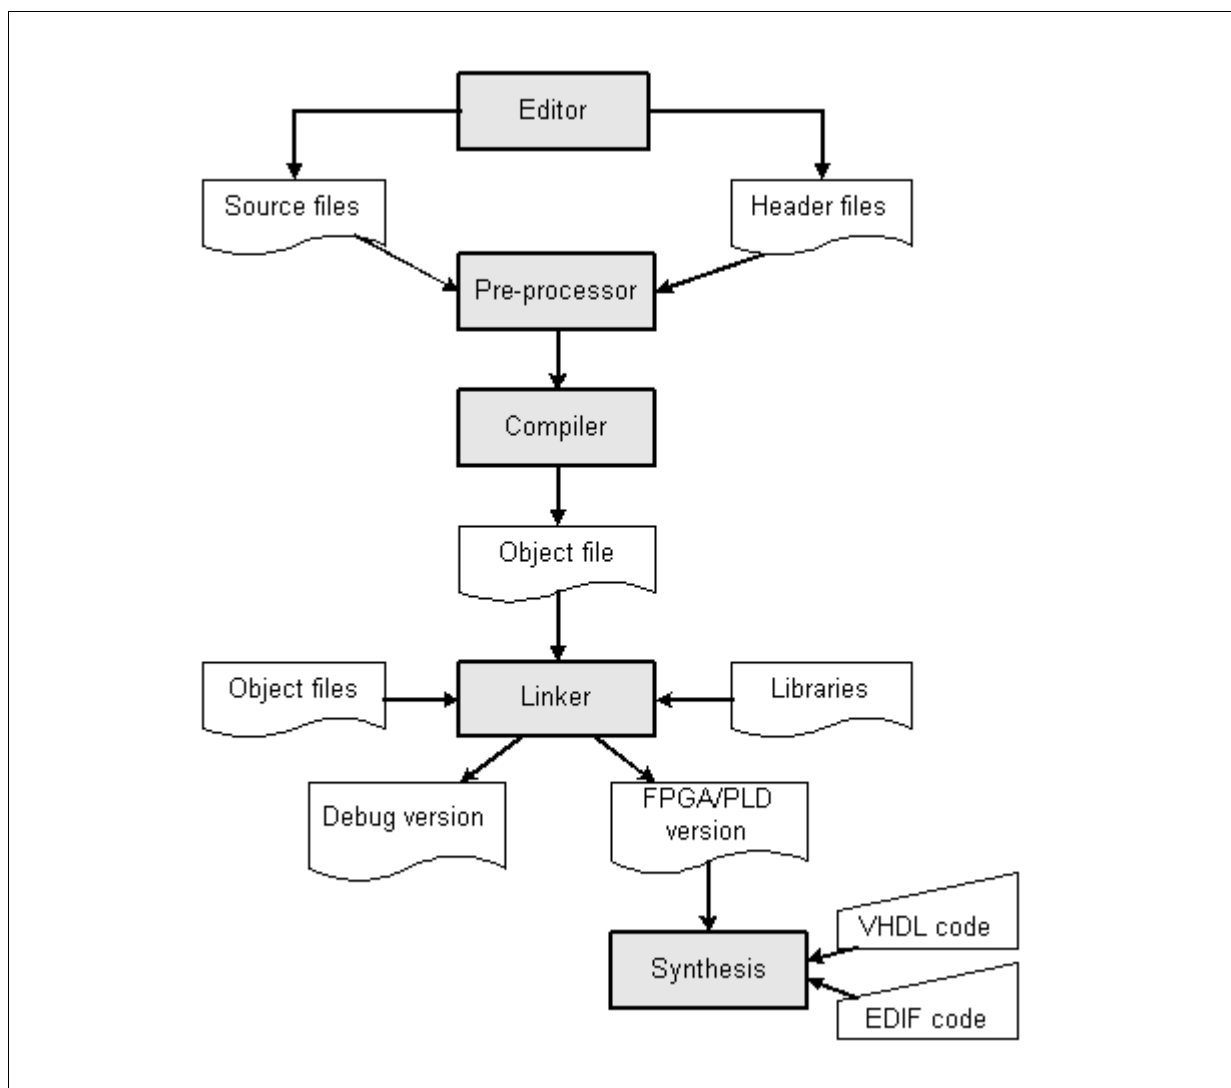 Editor
Source files
Header files
Pre-processor
Compiler
Object file
Object files
Linker
Libraries
Debug version
FPGA/PLD
version
VHDL code
Synthesis
EDIF code